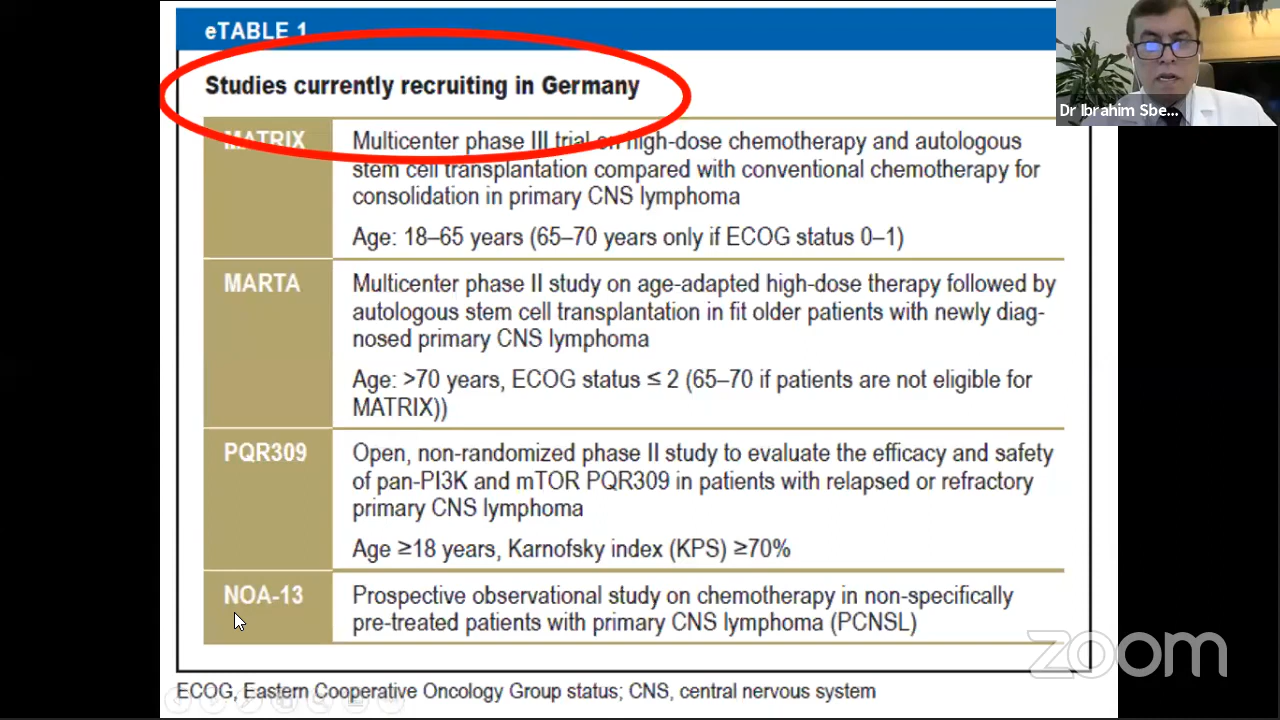 eTABLE 1
Studies currently recruiting in Germany
MATRIX
Multicenter phase III trial on high-dose chemotherapy and autologous
stem cell transplantation compared with conventional chemotherapy for
consolidation in primary CNS lymphoma
Age: 18–65 years (65–70 years only if ECOG status 0–1)
MARTA
Multicenter phase II study on age-adapted high-dose therapy followed by
autologous stem cell transplantation in fit older patients with newly diag-
nosed primary CNS lymphoma
Age: >70 years, ECOG status ≤ 2 (65–70 if patients are not eligible for
MATRIX))
PQR309
Open, non-randomized phase II study to evaluate the efficacy and safety
of pan-PI3K and mTOR PQR309 in patients with relapsed or refractory
primary CNS lymphoma
Age ≥18 years, Karnofsky index (KPS) ≥70%
NOA-13
Prospective observational study on chemotherapy in non-specifically
pre-treated patients with primary CNS lymphoma (PCNSL)
ECOG, Eastern Cooperative Oncology Group status; CNS, central nervous system
Dr Ibrahim Sbe...
zoom